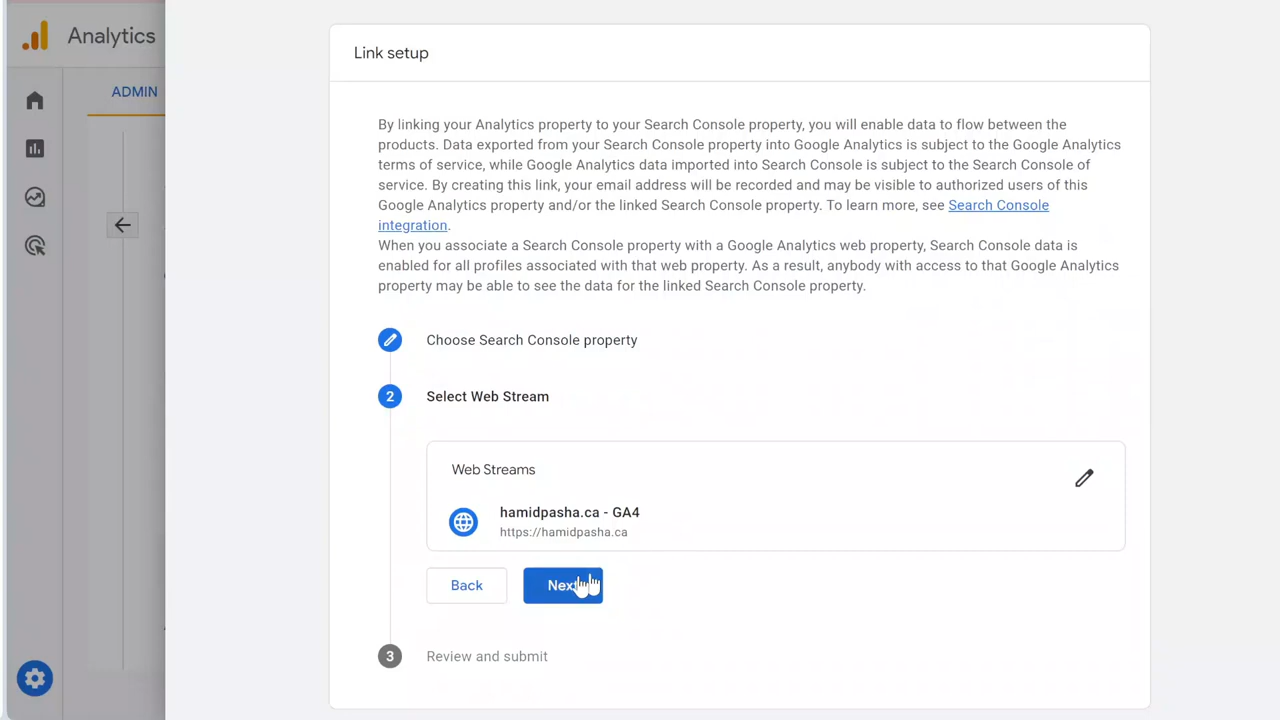 Analytics
ADMIN
Link setup
By linking your Analytics property to your Search Console property, you will enable data to flow between the
products. Data exported from your Search Console property into Google Analytics is subject to the Google Analytics
terms of service, while Google Analytics data imported into Search Console is subject to the Search Console of
service. By creating this link, your email address will be recorded and may be visible to authorized users of this
Google Analytics property and/or the linked Search Console property. To learn more, see Search Console
integration.
When you associate a Search Console property with a Google Analytics web property, Search Console data is
enabled for all profiles associated with that web property. As a result, anybody with access to that Google Analytics
property may be able to see the data for the linked Search Console property.
Choose Search Console property
2 Select Web Stream
Web Streams
hamidpasha.ca - GA4
https://hamidpasha.ca
Back Next
3 Review and submit